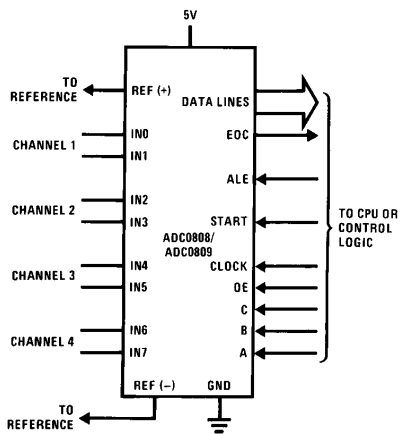 5V
TO
REFERENCE
REF (+)
DATA LINES
EOC
CHANNEL 1
IN0
IN1
ALE
CHANNEL 2
IN2
IN3
START
TO CPU OR
CONTROL
LOGIC
ADC0808/
ADC0809
CHANNEL 3
IN4
IN5
CLOCK
OE
C
CHANNEL 4
IN6
IN7
B
A
REF (−)
GND
TO
REFERENCE